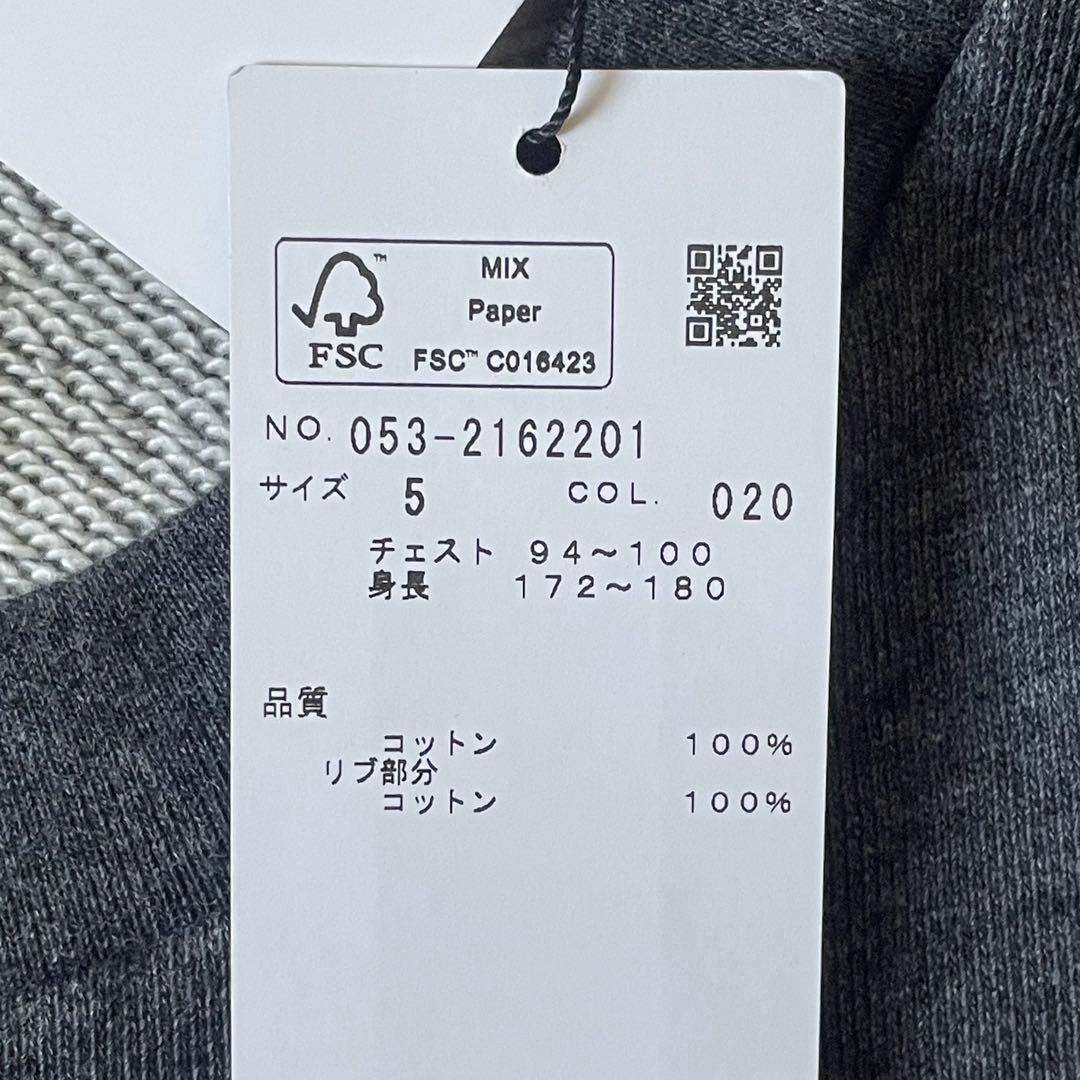 MIX
Paper
FSC™ C016423
™
FSC
NO. 053-2162201
サイズ 5 COL. 020
チェスト 94~100
身長 172~180
品質
コットン 100%
リブ部分
コットン 100%